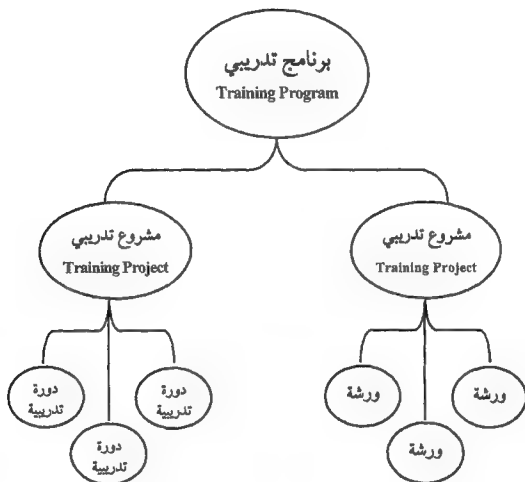 برنامج تدريبي
Training Program
مشروع تدريبي
Training Project
مشروع تدريبي
Training Project
دورة
تدريبية
دورة
تدريبية
دورة
تدريبية
ورشة
ورشة
ورشة